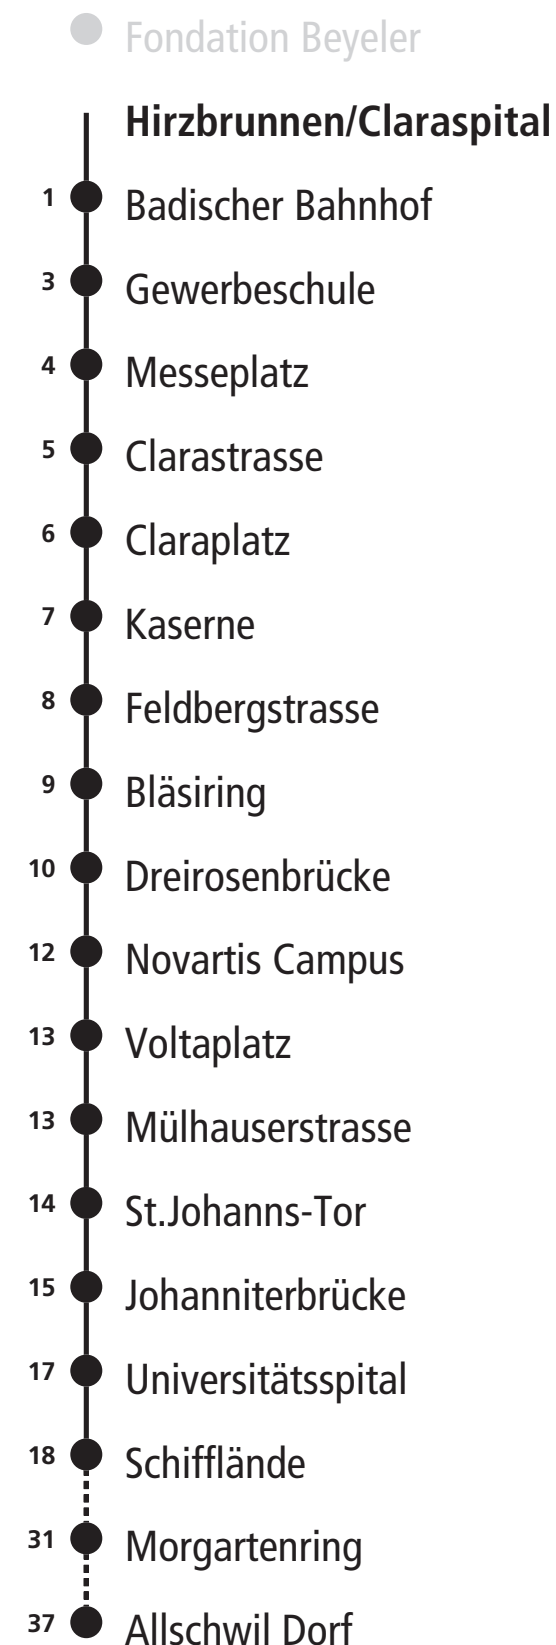 Fondation Beyeler
Hirzbrunnen/Claraspital
1 Badischer Bahnhof
3 Gewerbeschule
4 Messeplatz
5 Clarastrasse
6 Claraplatz
7 Kaserne
8 Feldbergstrasse
9 Bläsiring
10 Dreirosenbrücke
12 Novartis Campus
13 Voltaplatz
13 Mülhauserstrasse
14 St.Johanns-Tor
15 Johanniterbrücke
17 Universitätsspital
18 Schifflände
31 Morgartenring
37 Allschwil Dorf